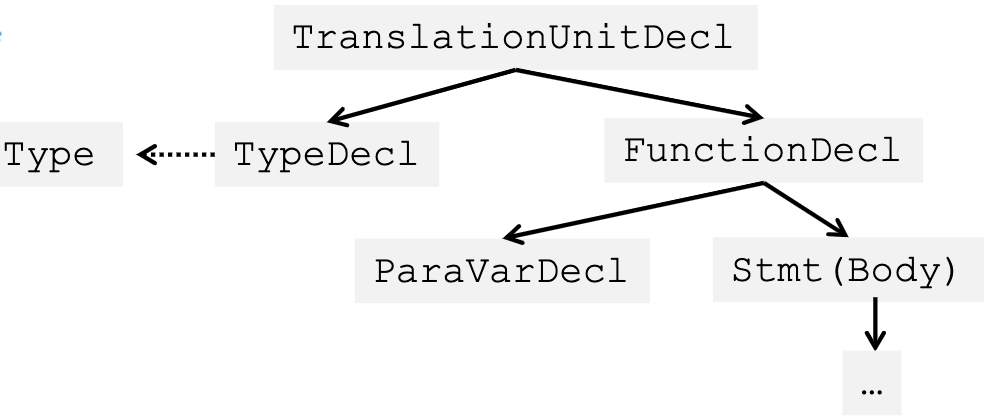 TranslationUnitDecl
Type
TypeDecl
FunctionDecl
ParaVarDecl
Stmt(Body)
…